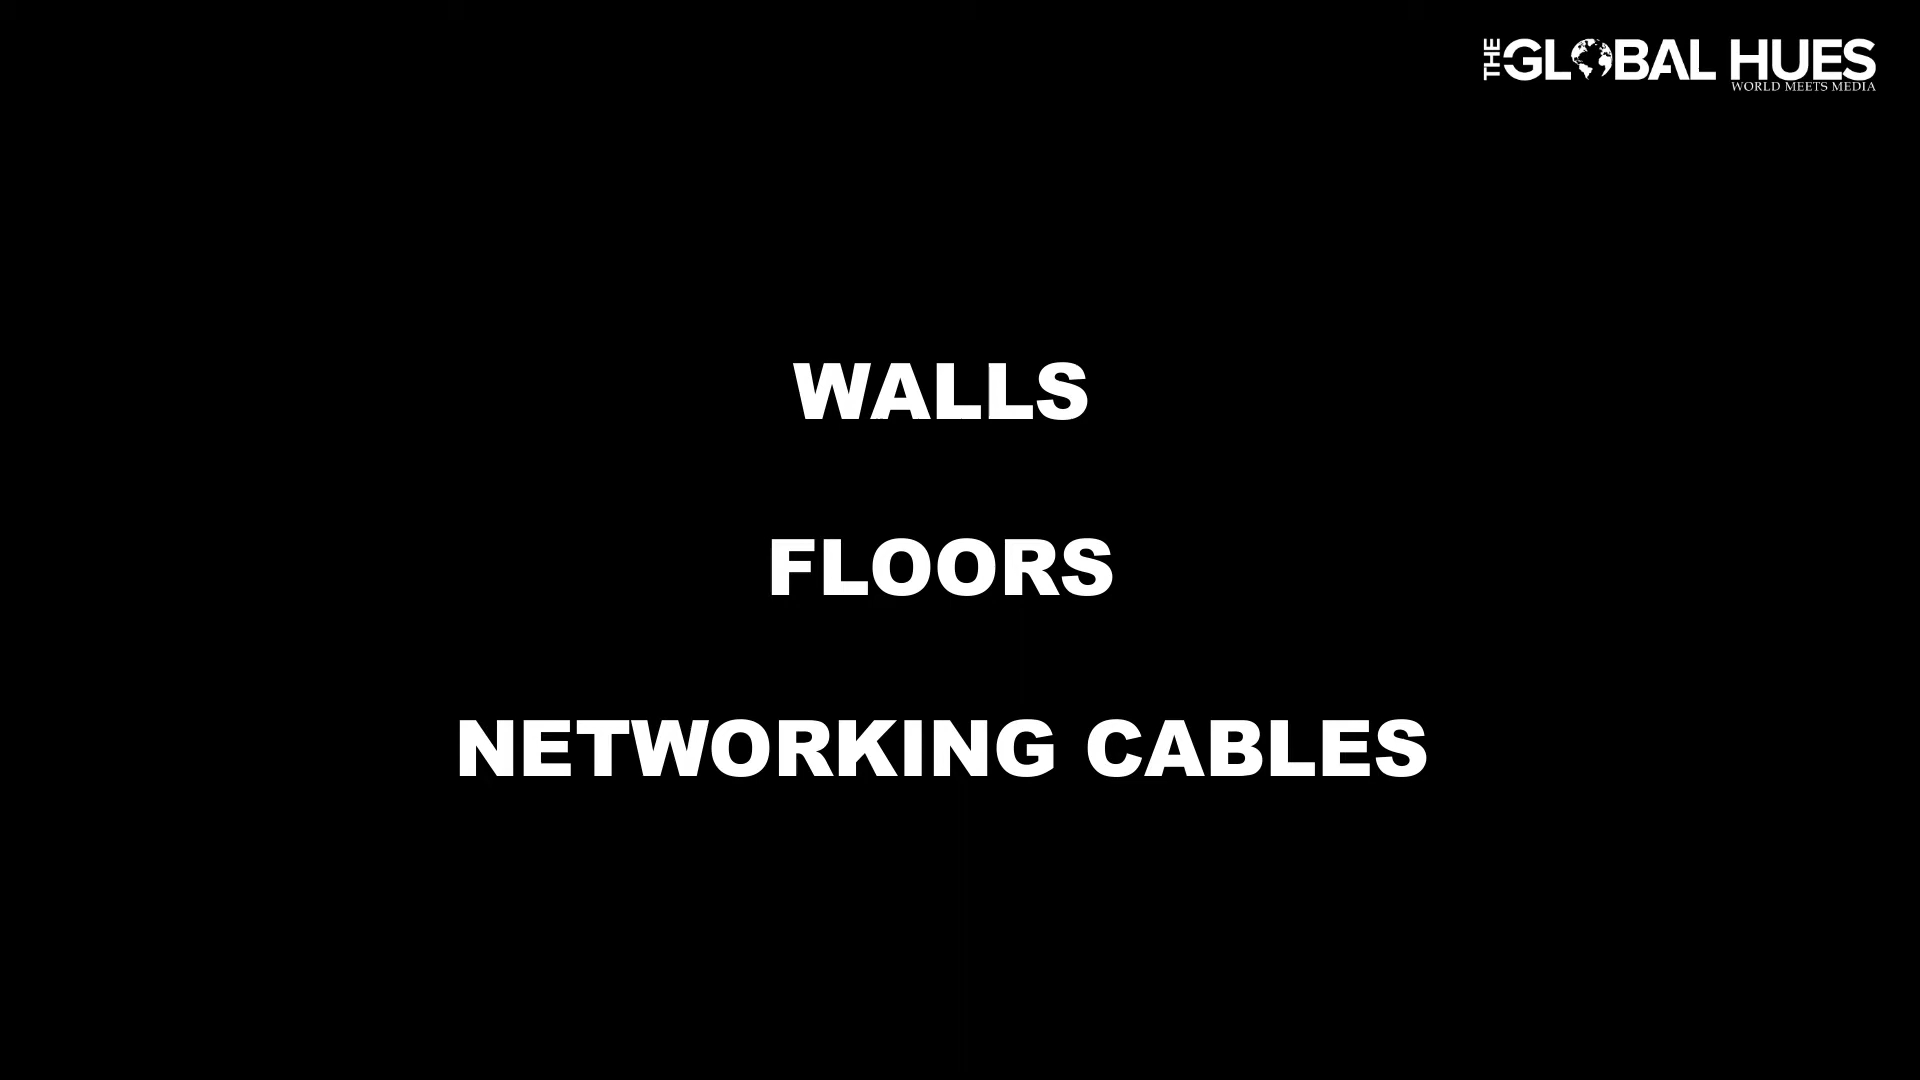 THE GLOBAL HUES
WORLD MEETS MEDIA
WALLS
FLOORS
NETWORKING CABLES